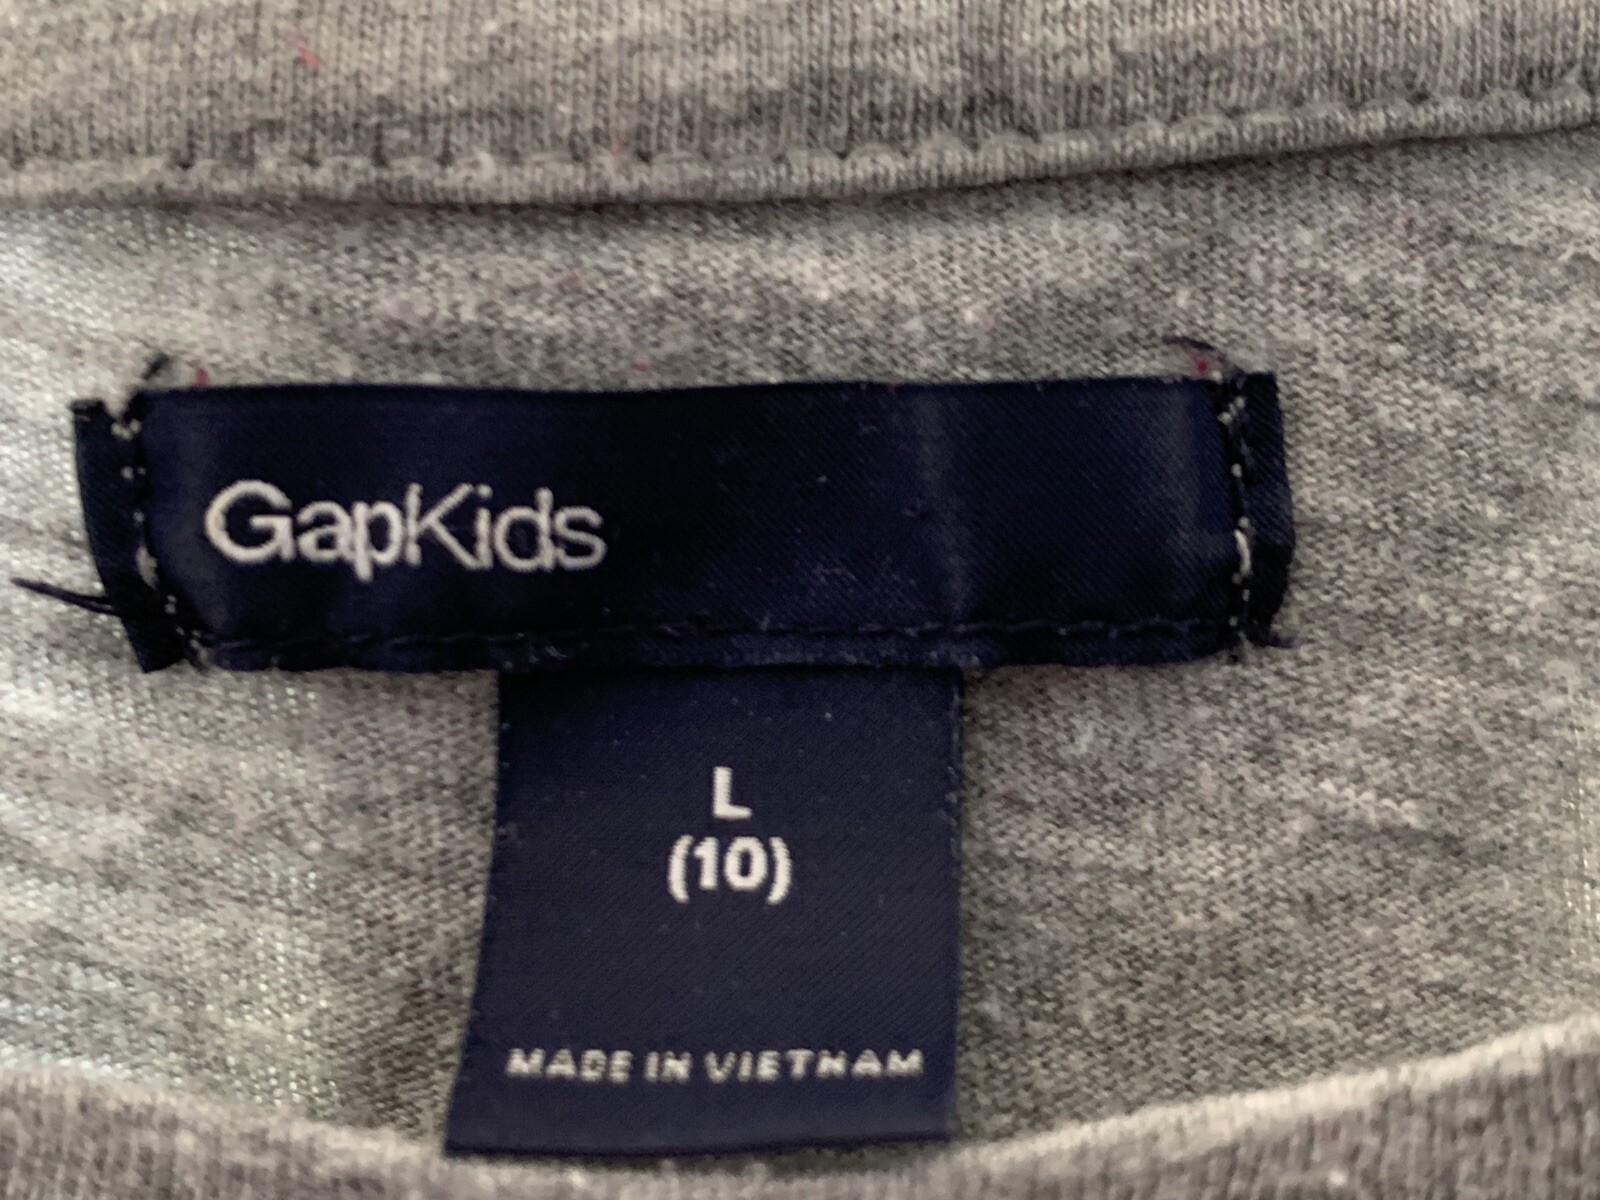 GapKids
L
(10)
MADE IN VIETNAM